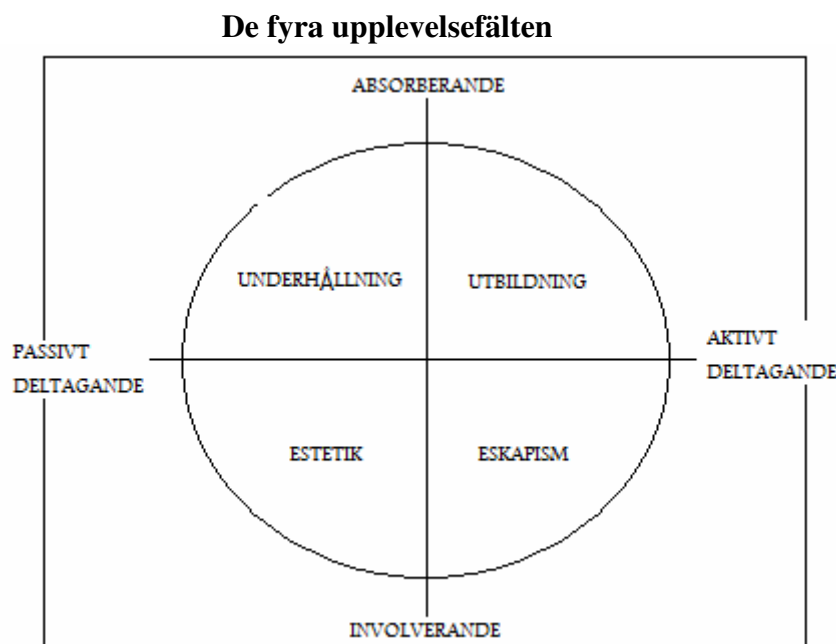 De fyra upplevelsefälten
ABSORBERANDE
UNDERHÅLLNING
UTBILDNING
PASSIVT
DELTAGANDE
AKTIVT
DELTAGANDE
ESTETIK
ESKAPISM
INVOLVERANDE